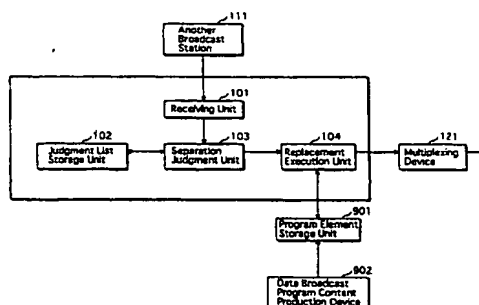 111
Another
Broadcast
Station
101
Receiving Unit
102
Judgment List
Storage Unit
103
Separation
Judgment Unit
104
Replacement
Execution Unit
121
Multiplexing
Device
901
Program Element
Storage Unit
902
Data Broadcast
Program Content
Production Device